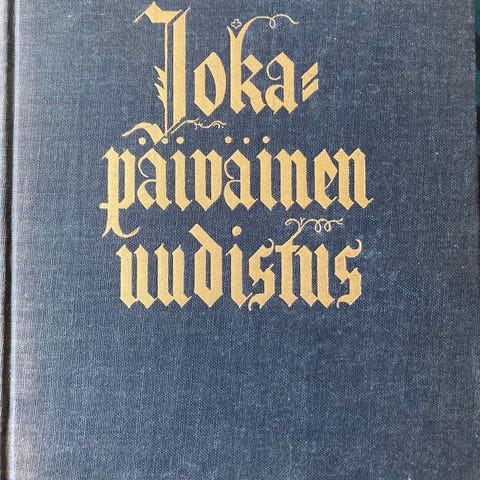 Joka=
päiväinen
uudistus